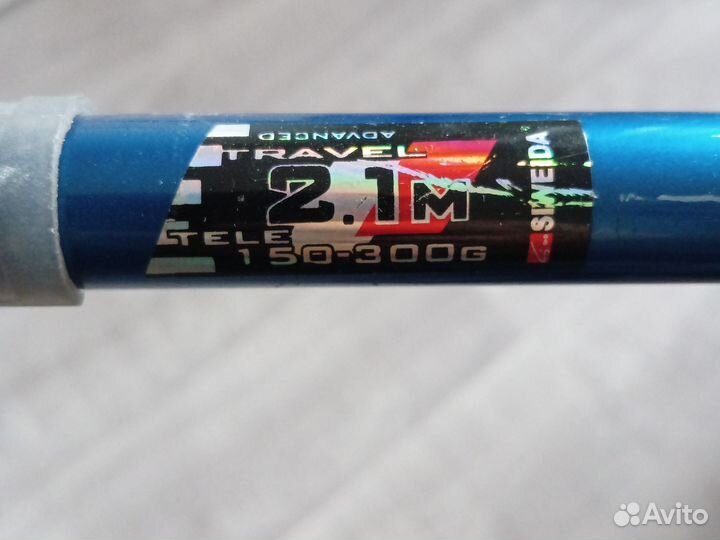 ADVANCED
TRAVEL
2.1M
TELE
150-300G
SIWEIDA
Avito